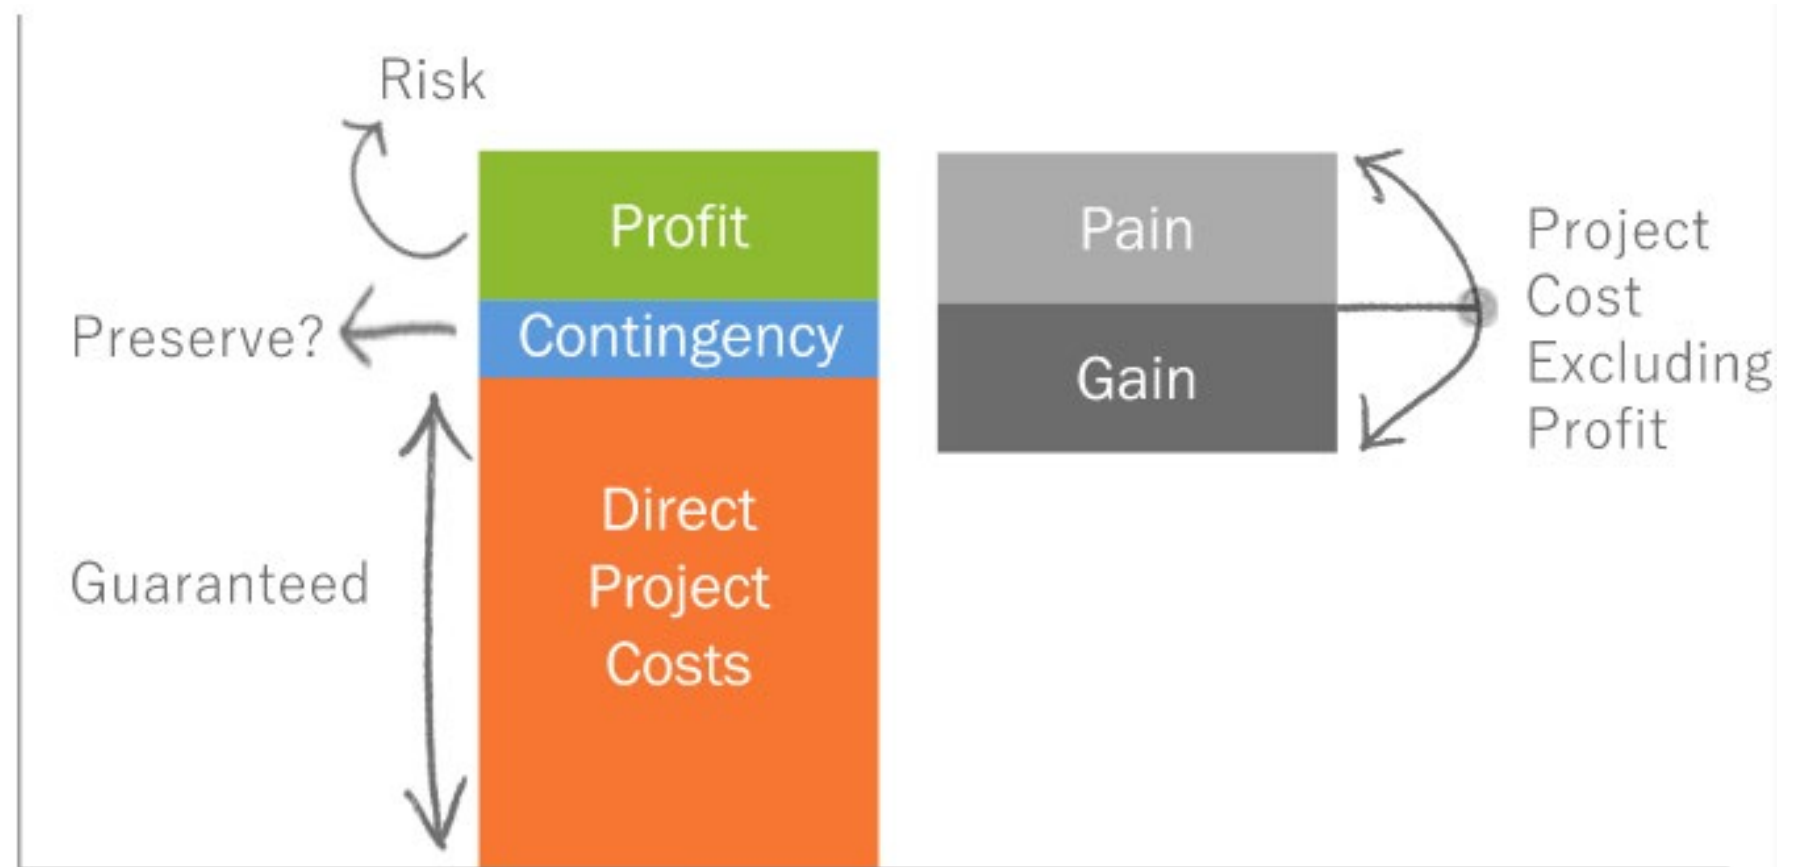 Risk
Profit
Preserve?
Contingency
Guaranteed
Direct
Project
Costs
Pain
Gain
Project
Cost
Excluding
Profit